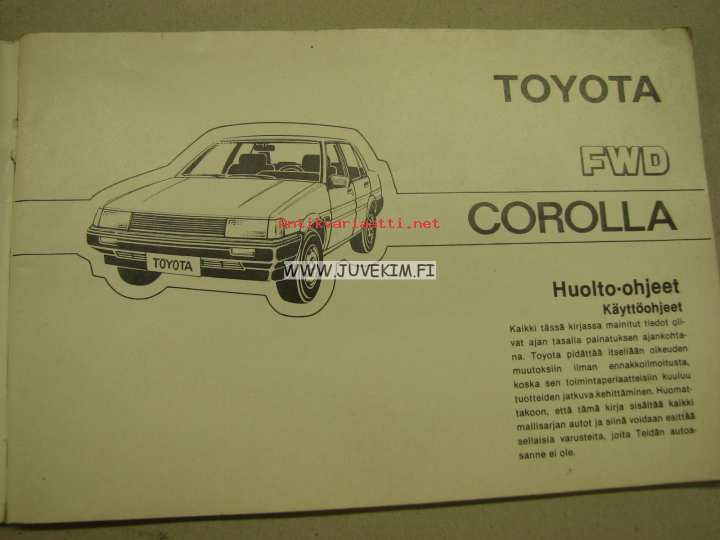 TOYOTA
FWD
COROLLA
Antikvariaatti.net
TOYOTA
WWW.JUVEKIM.FI
Huolto-ohjeet
Käyttöohjeet
Kaikki tässä kirjassa mainitut tiedot oli-
vat ajan tasalla painatuksen ajankohta-
na. Toyota pidättää itsellään oikeuden
muutoksiin ilman ennakkoilmoitusta,
koska sen toimintaperiaatteisiin kuuluu
tuotteiden jatkuva kehittäminen. Huomat-
takoon, että tämä kirja sisältää kaikki
mallisarjan autot ja siinä voidaan esittää
sellaisia varusteita, joita Teidän autos-
sanne ei ole.